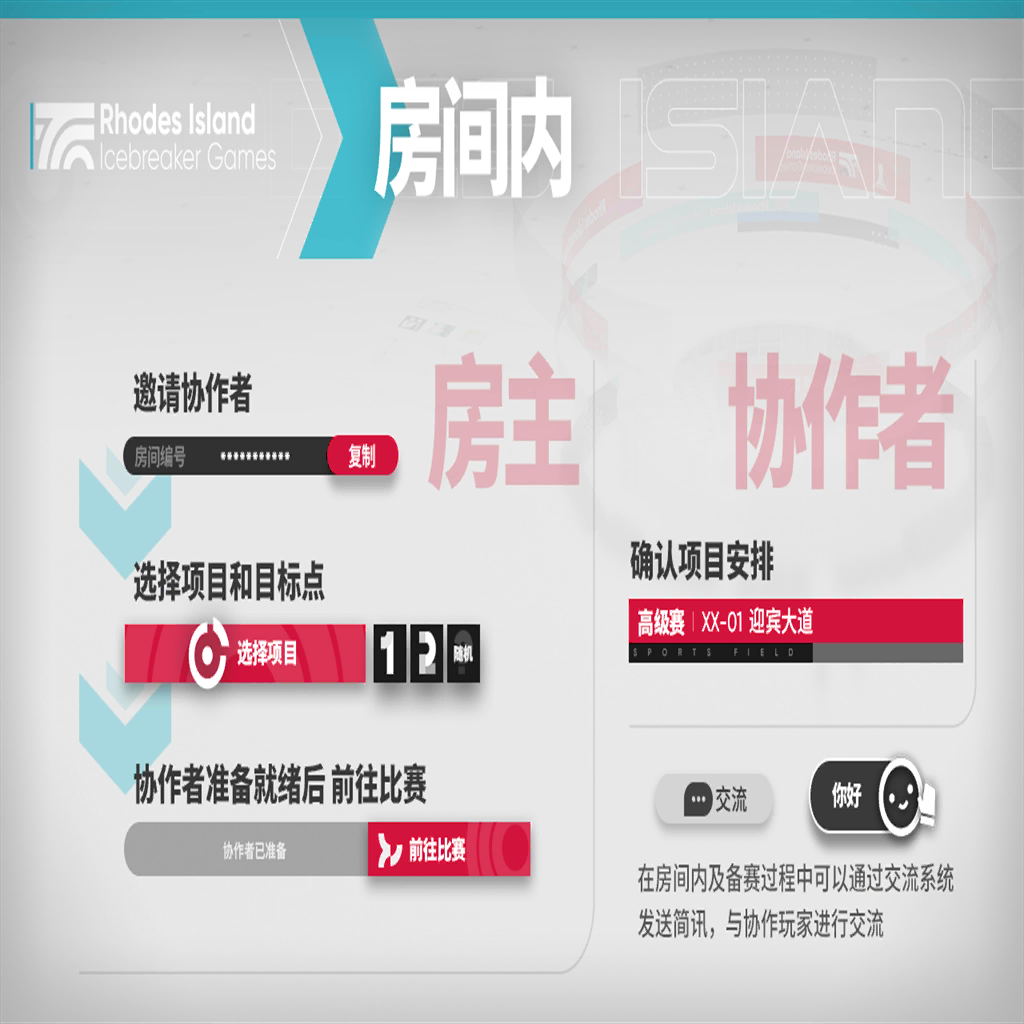 Rhodes Island
Icebreaker Games
房间内
ISLAND
房主
邀请协作者
房间编号 *********** 复制
选择项目和目标点
选择项目 1 2 随机
协作者准备就绪后 前往比赛
协作者已准备 前往比赛
协作者
确认项目安排
高级赛 | XX-01 迎宾大道
SPORTS FIELD
交流 你好
在房间内及备赛过程中可以通过交流系统
发送简讯，与协作玩家进行交流